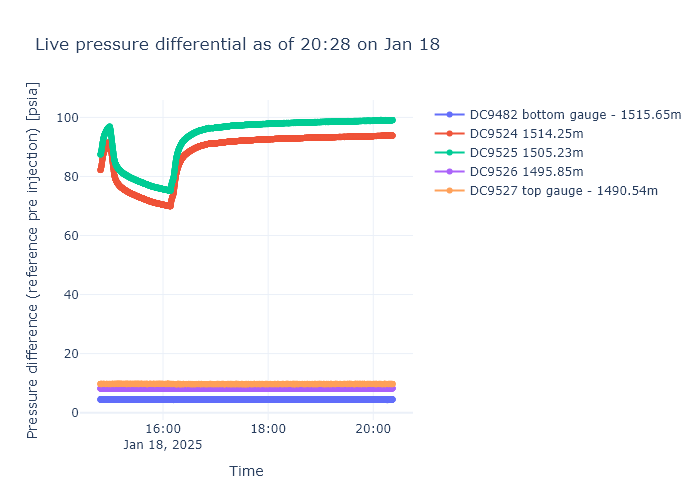 Live pressure differential as of 20:28 on Jan 18
Pressure difference (reference pre injection) [psia]
100
80
60
40
20
0
16:00
Jan 18, 2025
18:00
20:00
Time
DC9482 bottom gauge - 1515.65m
DC9524 1514.25m
DC9525 1505.23m
DC9526 1495.85m
DC9527 top gauge - 1490.54m